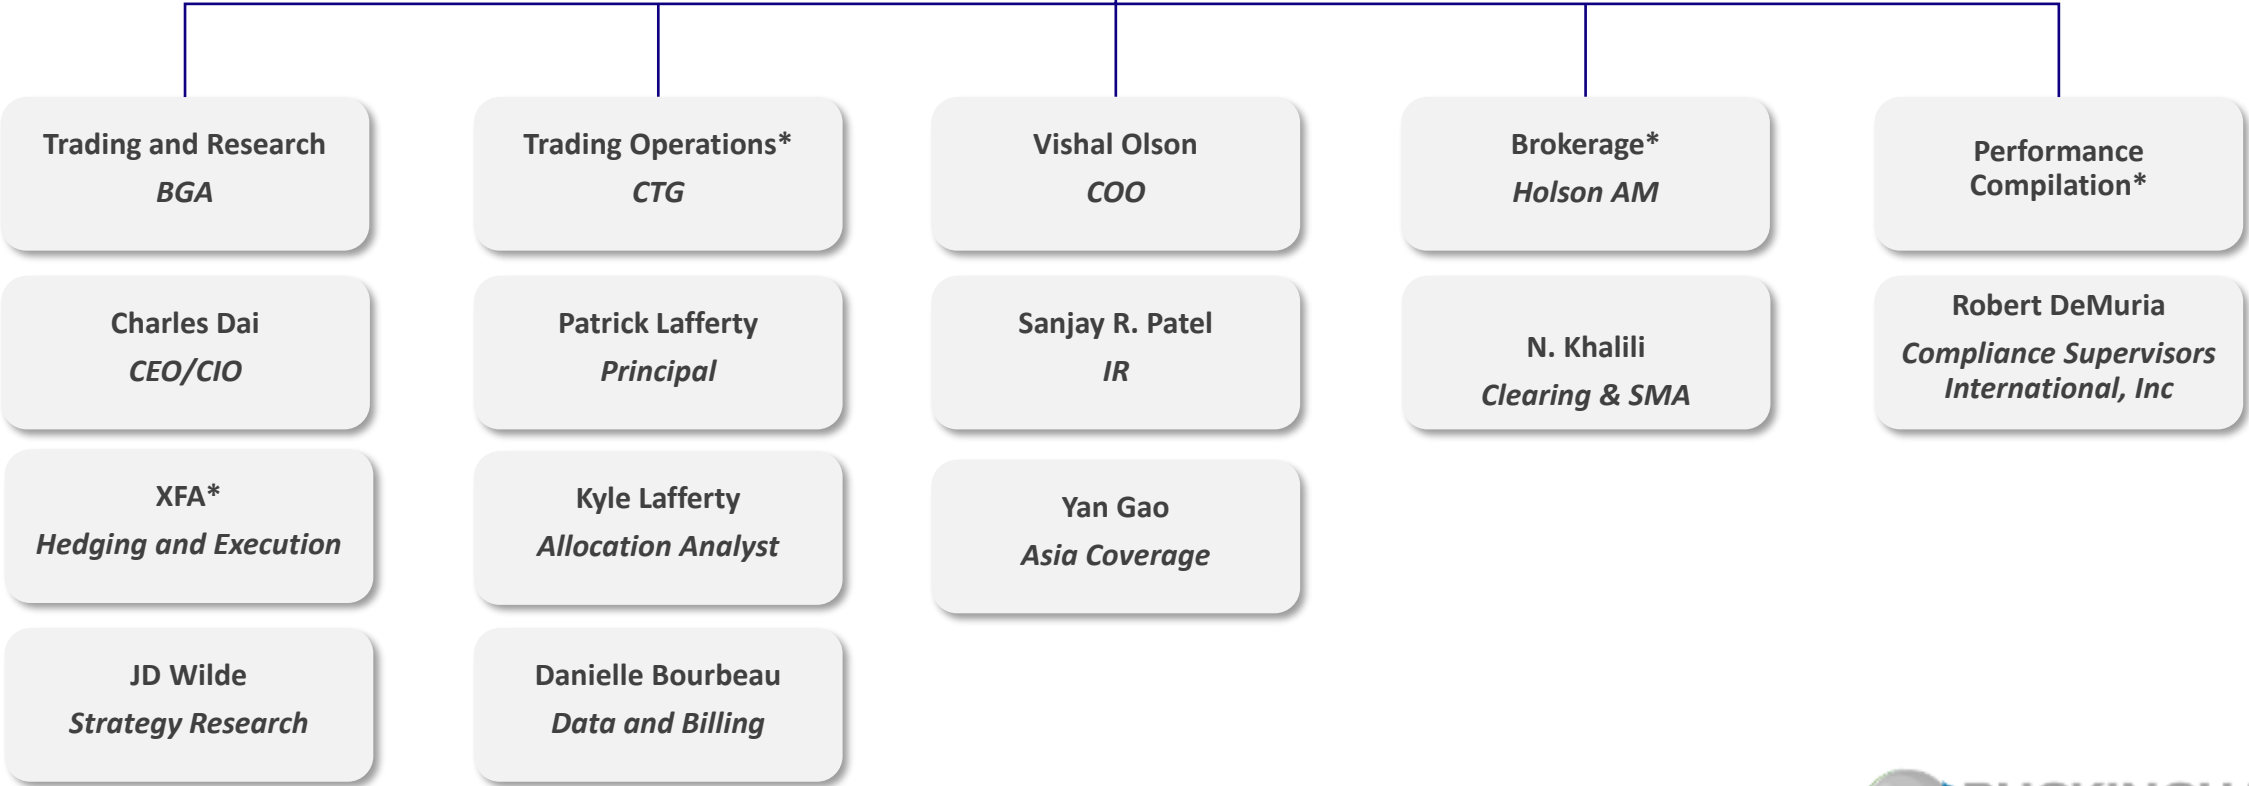 Trading and Research
BGA
Charles Dai
CEO/CIO
XFA*
Hedging and Execution
JD Wilde
Strategy Research
Trading Operations*
CTG
Patrick Lafferty
Principal
Kyle Lafferty
Allocation Analyst
Danielle Bourbeau
Data and Billing
Vishal Olson
COO
Sanjay R. Patel
IR
Yan Gao
Asia Coverage
Brokerage*
Holson AM
N. Khalili
Clearing & SMA
Performance
Compilation*
Robert DeMuria
Compliance Supervisors
International, Inc